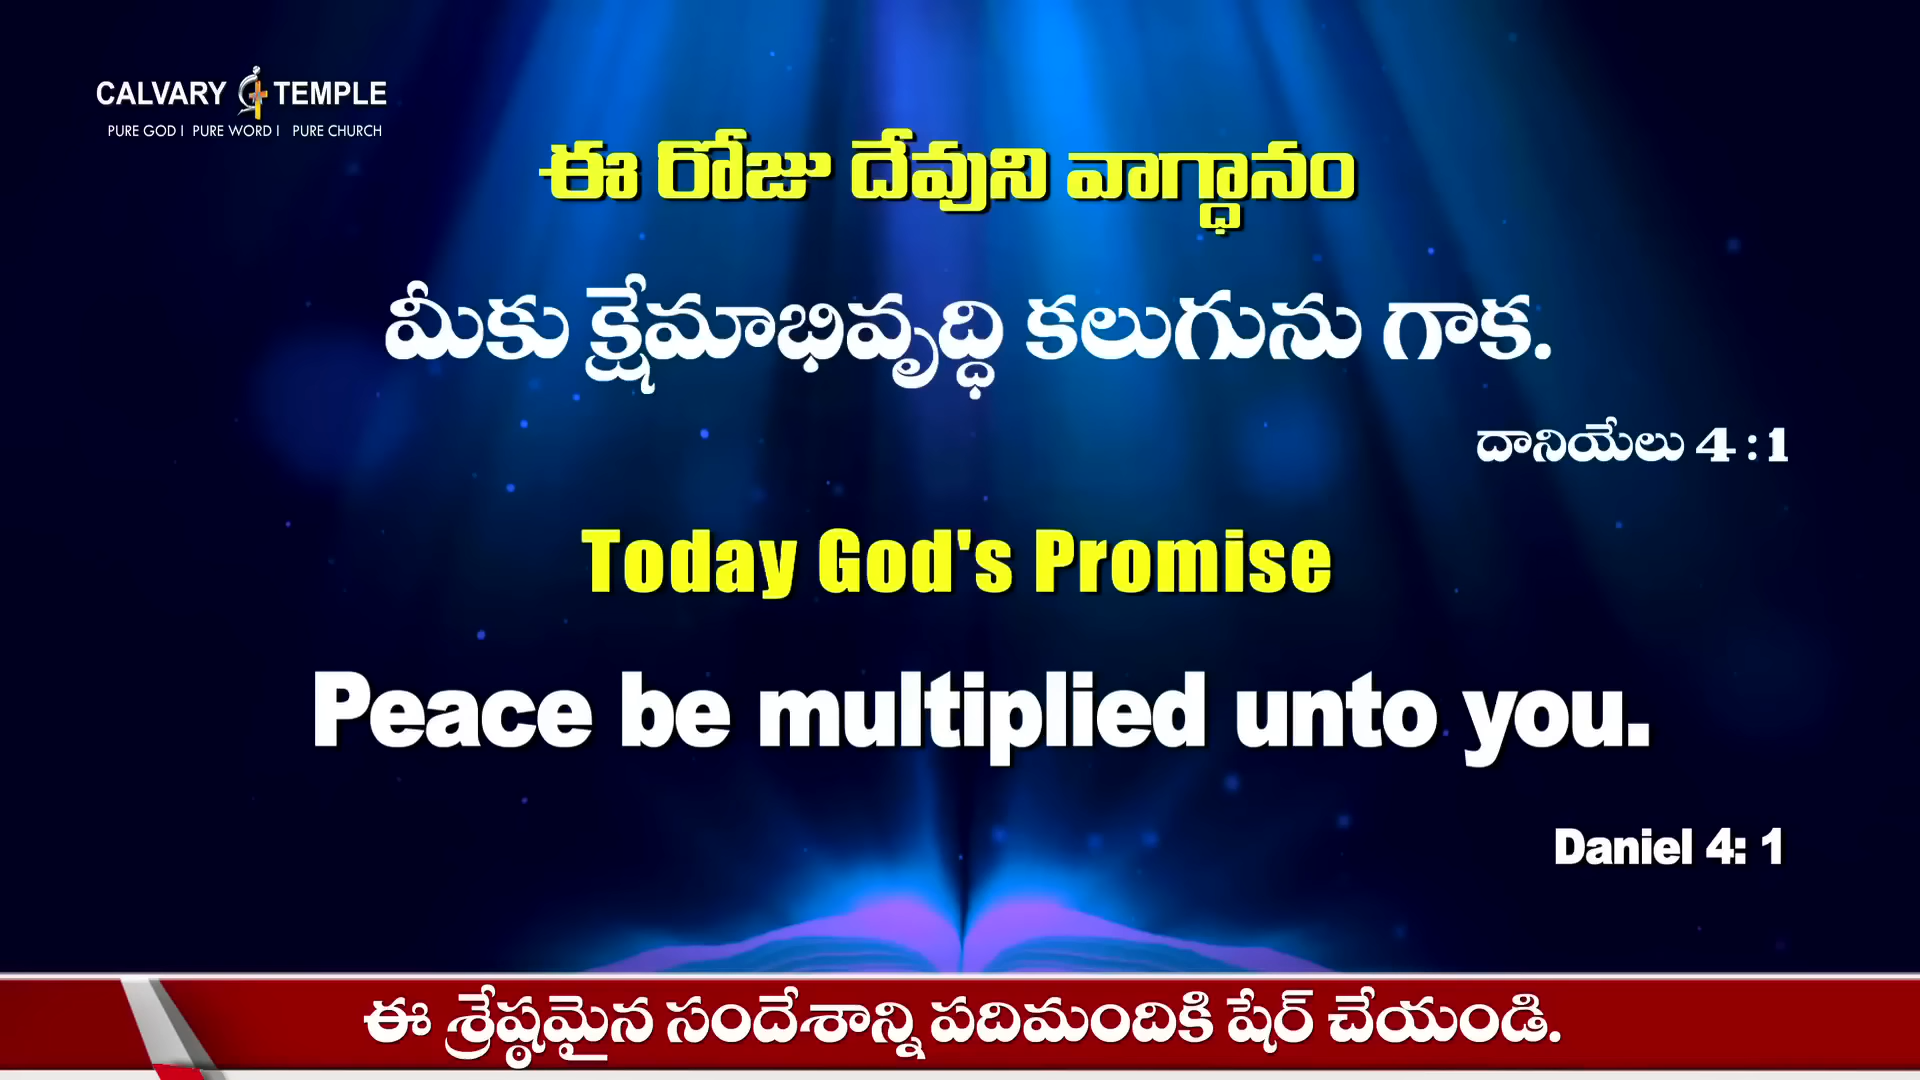 CALVARY TEMPLE
PURE GOD I PURE WORD I PURE CHURCH
ఈ రోజు దేవుని వాగ్ధానం
మీకు క్షేమాభివృద్ధి కలుగును గాక.
దానియేలు 4 : 1
Today God's Promise
Peace be multiplied unto you.
Daniel 4: 1
ఈ శ్రేష్ఠమైన సందేశాన్ని పదిమందికి షేర్ చేయండి.